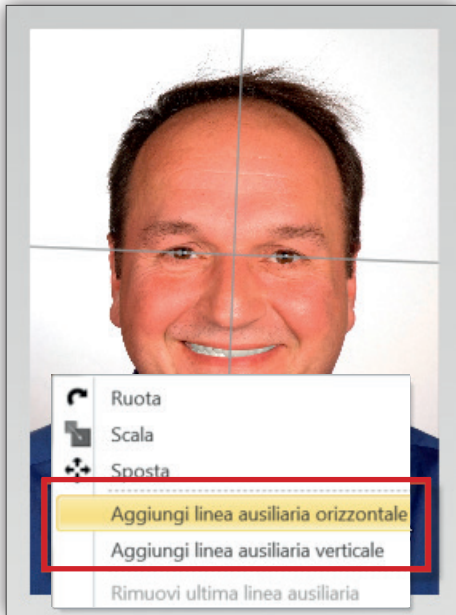 Ruota
Scala
Sposta
Aggiungi linea ausiliaria orizzontale
Aggiungi linea ausiliaria verticale
Rimuovi ultima linea ausiliaria